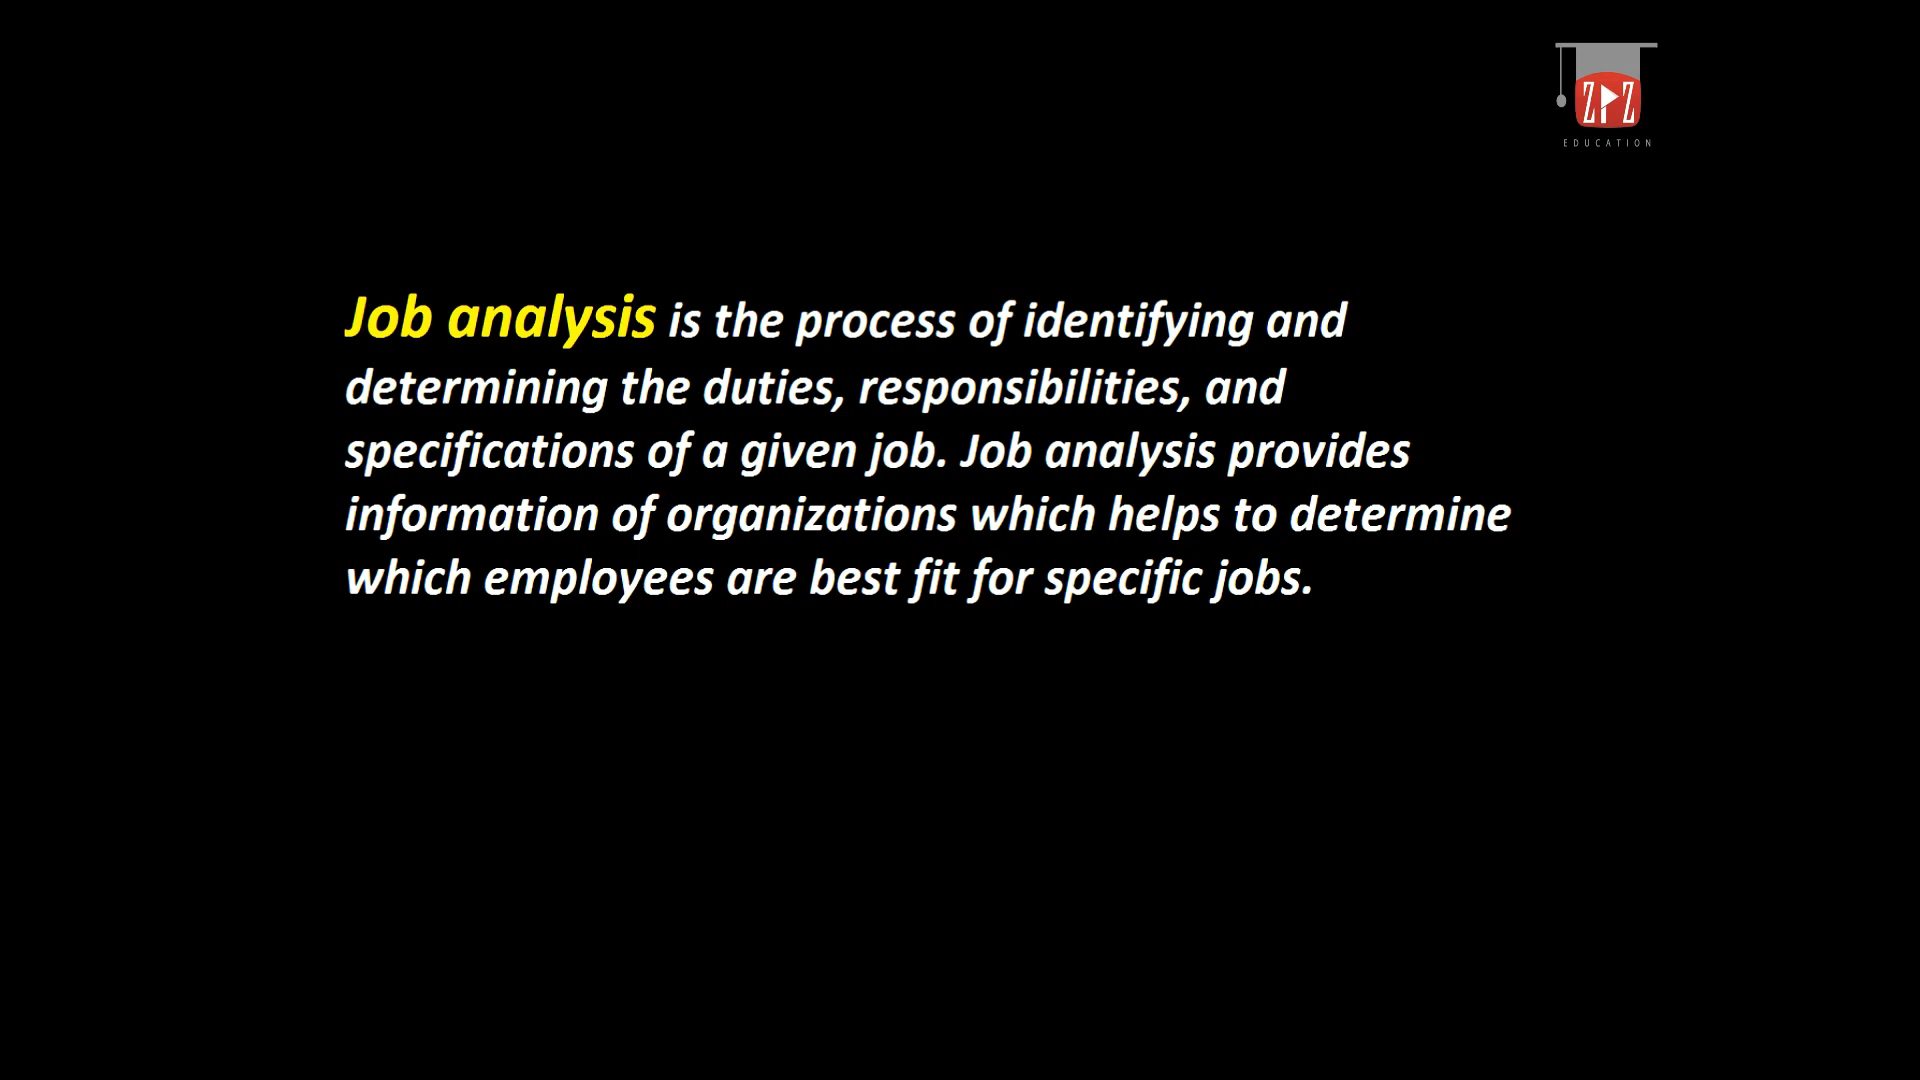 ZPZ
EDUCATION
Job analysis is the process of identifying and
determining the duties, responsibilities, and
specifications of a given job. Job analysis provides
information of organizations which helps to determine
which employees are best fit for specific jobs.